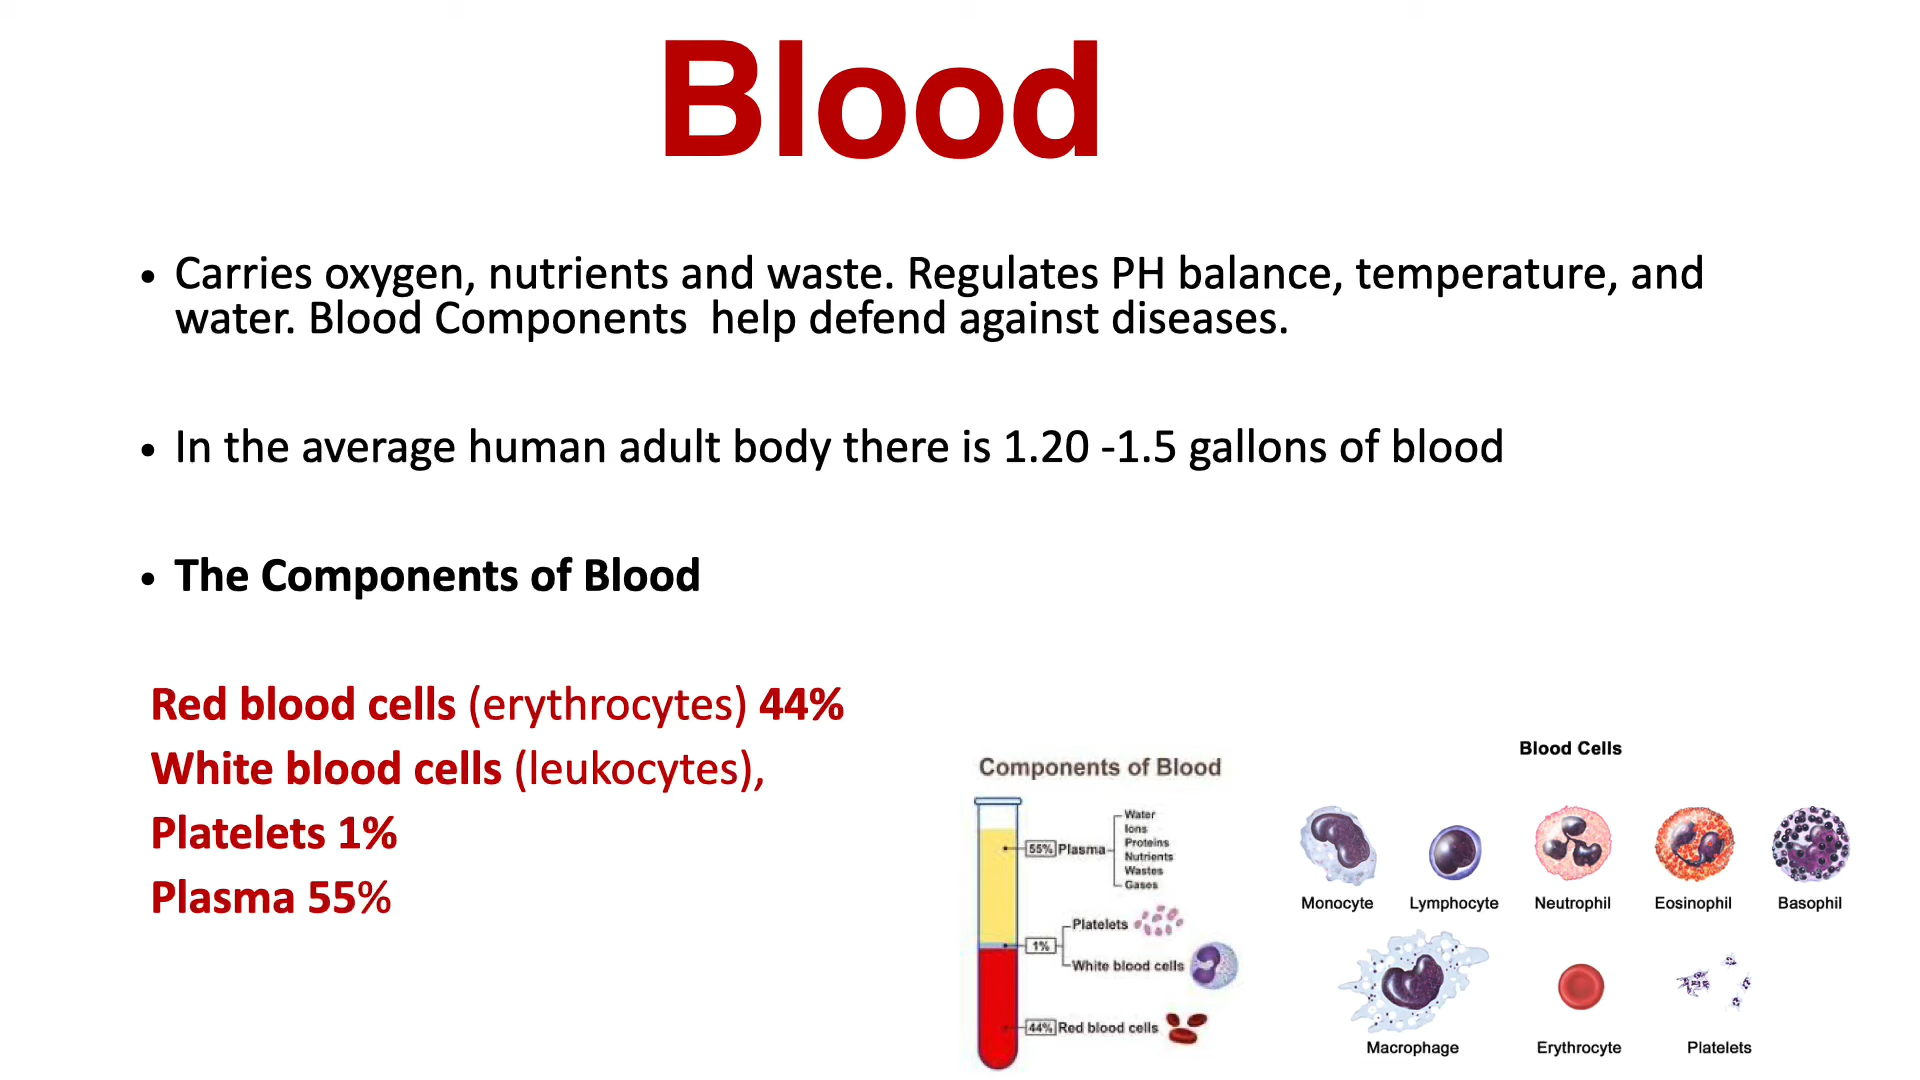 Blood
• Carries oxygen, nutrients and waste. Regulates PH balance, temperature, and
water. Blood Components  help defend against diseases.
• In the average human adult body there is 1.20 -1.5 gallons of blood
• The Components of Blood
Red blood cells (erythrocytes) 44%
White blood cells (leukocytes),
Platelets 1%
Plasma 55%
Components of Blood
55% Plasma
Water
Ions
Proteins
Nutrients
Wastes
Gases
1%
Platelets
White blood cells
44% Red blood cells
Blood Cells
Monocyte
Lymphocyte
Neutrophil
Eosinophil
Basophil
Macrophage
Erythrocyte
Platelets